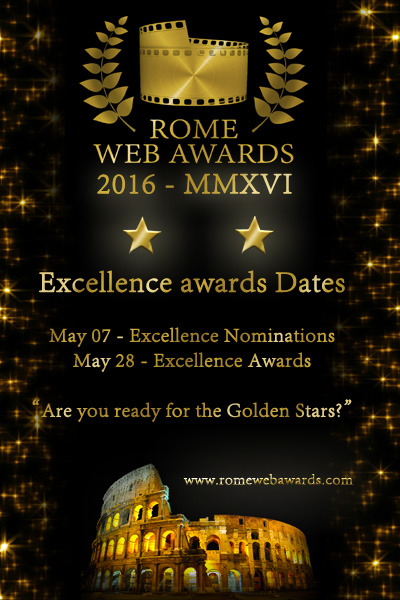 ROME
WEB AWARDS
2016 - MMXVI
Excellence awards Dates
May 07 - Excellence Nominations
May 28 - Excellence Awards
“Are you ready for the Golden Stars?”
www.romewebawards.com